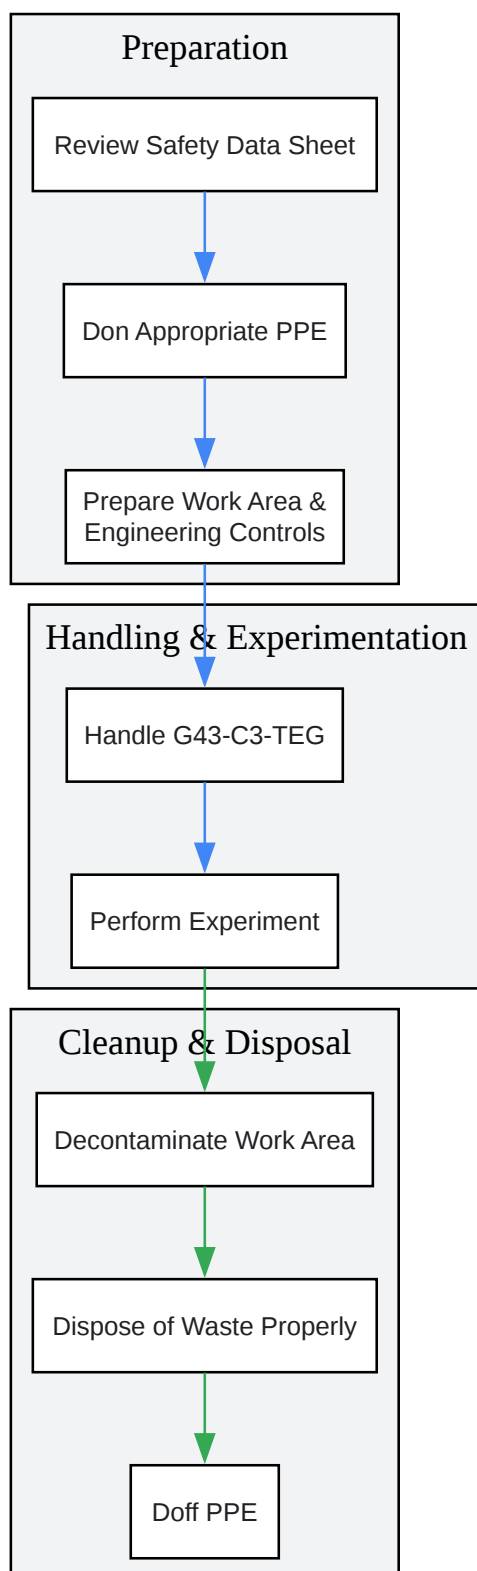 Preparation
Review Safety Data Sheet
Don Appropriate PPE
Prepare Work Area &
Engineering Controls
Handling & Experimentation
Handle G43-C3-TEG
Perform Experiment
Cleanup & Disposal
Decontaminate Work Area
Dispose of Waste Properly
Doff PPE